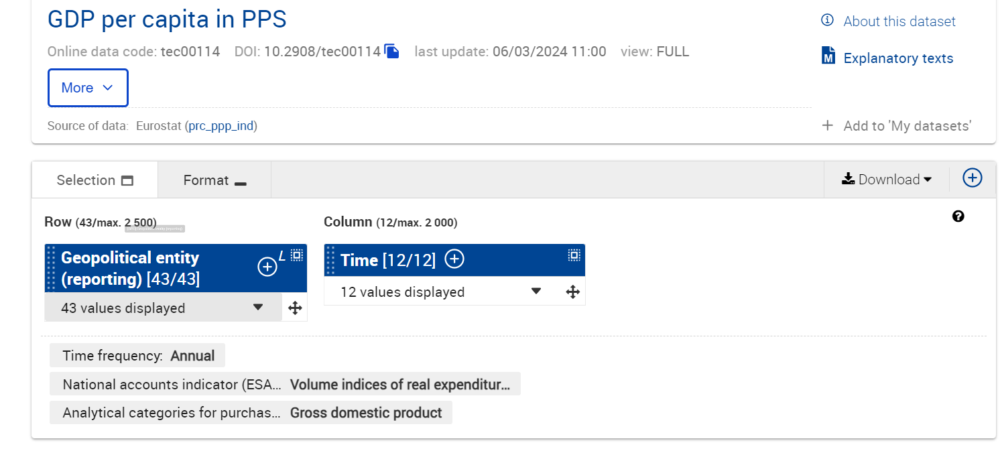 GDP per capita in PPS
About this dataset
Online data code: tec00114 DOI: 10.2908/tec00114 last update: 06/03/2024 11:00 view: FULL
Explanatory texts
More
Source of data: Eurostat (prc_ppp_ind)
+ Add to 'My datasets'
Selection
Format
Download
Row (43/max. 2 500)
Column (12/max. 2 000)
Geopolitical entity
(reporting) [43/43]
L
Time [12/12]
43 values displayed
12 values displayed
Time frequency: Annual
National accounts indicator (ESA... Volume indices of real expenditur...
Analytical categories for purchas... Gross domestic product